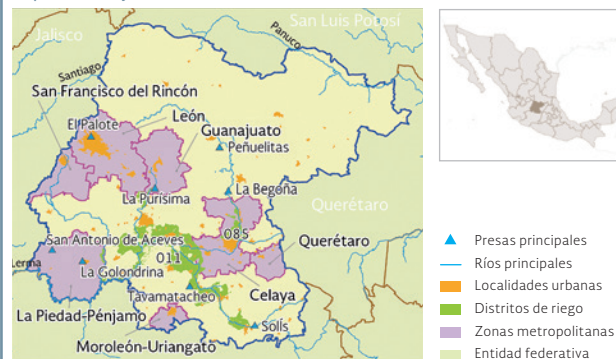 San Luis Potosí
Jalisco
Panuco
Santiago
San Francisco del Rincón
León
El Palote
Guanajuato
Peñuelitas
La Begoña
La Purísima
Querétaro
085
San Antonio de Aceves
011
Querétaro
Lerma
La Golondrina
Tavamatacheo
Celaya
La Piedad-Pénjamo
Solís
Moroleón-Uriangato
Presas principales
Ríos principales
Localidades urbanas
Distritos de riego
Zonas metropolitanas
Entidad federativa